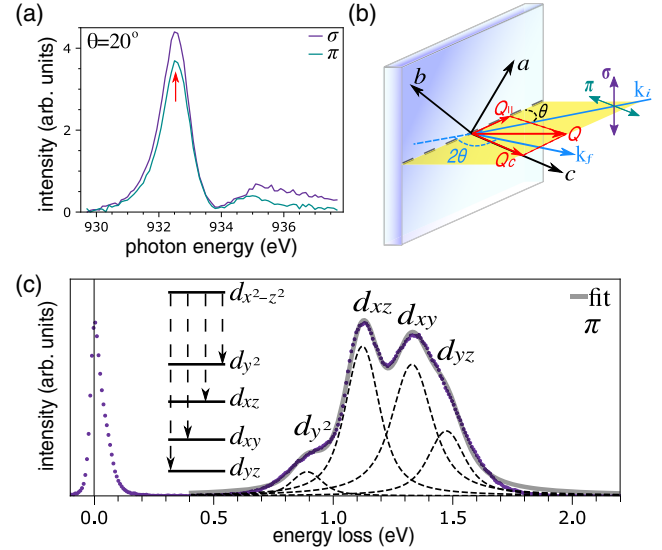 (a)
θ=20°
σ
π
intensity (arb. units)
4
2
0
930
932
934
936
photon energy (eV)
(b)
a
b
c
Q∥
Q
Qc
θ
2θ
π
σ
ki
kf
(c)
intensity (arb. units)
dx²−z²
dy²
dxz
dxy
dyz
dy²
dxz
dxy
dyz
fit
π
0.0
0.5
1.0
1.5
2.0
energy loss (eV)